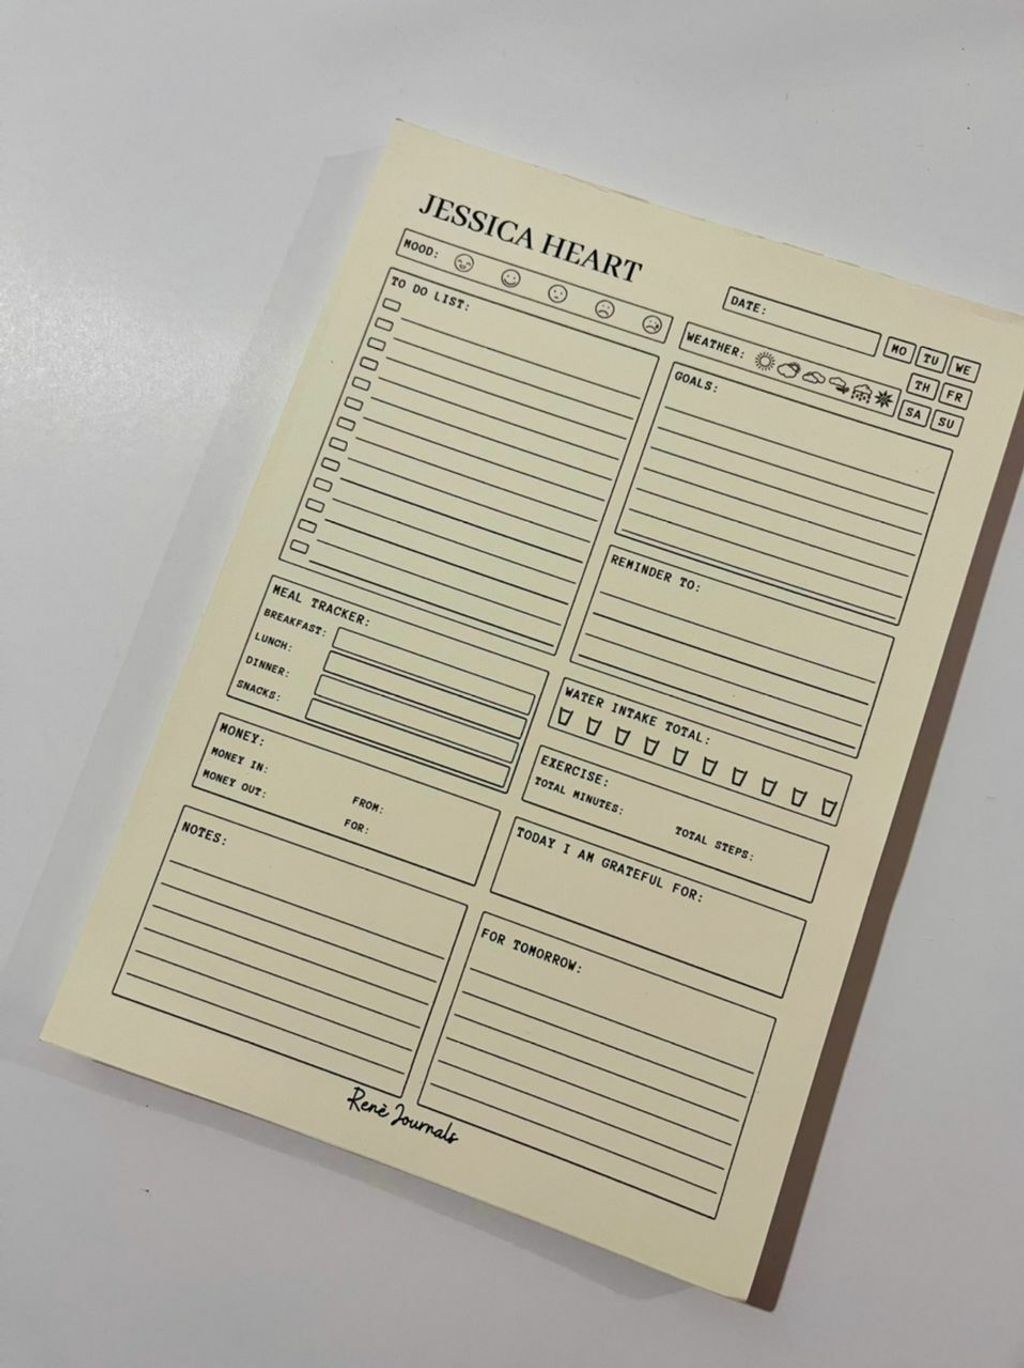 JESSICA HEART
MOOD:
DATE:
MO TU WE
TH FR
SA SU
WEATHER:
TO DO LIST:
GOALS:
REMINDER TO:
MEAL TRACKER:
BREAKFAST:
LUNCH:
DINNER:
SNACKS:
WATER INTAKE TOTAL:
MONEY:
MONEY IN: FROM:
MONEY OUT: FOR:
EXERCISE:
TOTAL MINUTES: TOTAL STEPS:
TODAY I AM GRATEFUL FOR:
NOTES:
FOR TOMORROW:
Renē Journals